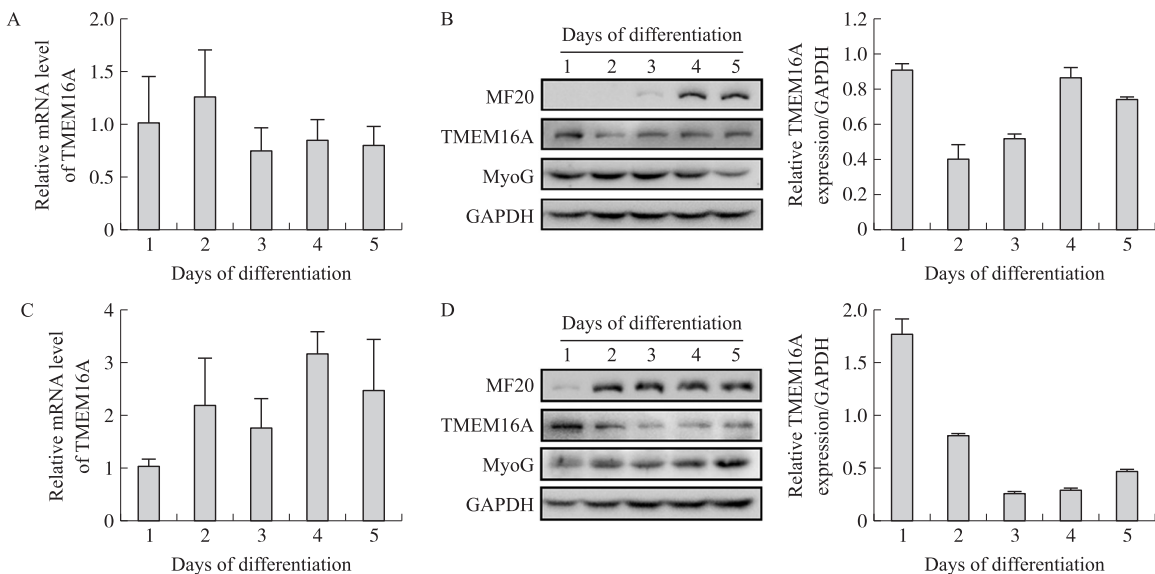 A
Relative mRNA level
of TMEM16A
2.0
1.5
1.0
0.5
0
1 2 3 4 5
Days of differentiation
B
Days of differentiation
1 2 3 4 5
MF20
TMEM16A
MyoG
GAPDH
Relative TMEM16A
expression/GAPDH
1.2
1.0
0.8
0.6
0.4
0.2
0
1 2 3 4 5
Days of differentiation
C
Relative mRNA level
of TMEM16A
4
3
2
1
0
1 2 3 4 5
Days of differentiation
D
Days of differentiation
1 2 3 4 5
MF20
TMEM16A
MyoG
GAPDH
Relative TMEM16A
expression/GAPDH
2.0
1.5
1.0
0.5
0
1 2 3 4 5
Days of differentiation